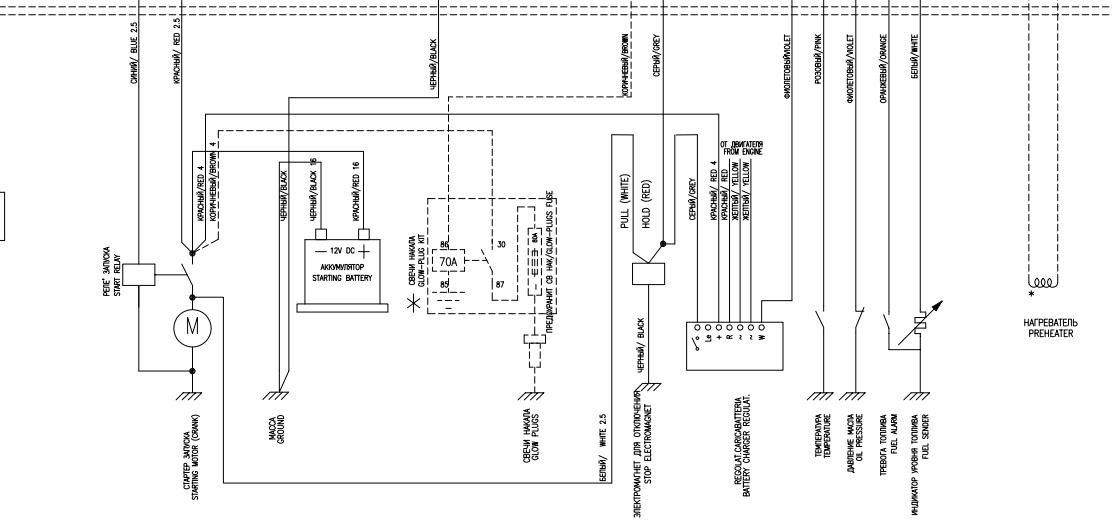 СИНИЙ/ BLUE 2.5
КРАСНЫЙ/ RED 2.5
ЧЕРНЫЙ/BLACK
КОРИЧНЕВЫЙ/BROWN
СЕРЫЙ/GREY
ФИОЛЕТОВЫЙ/VIOLET
РОЗОВЫЙ/PINK
ФИОЛЕТОВЫЙ/VIOLET
ОРАНЖЕВЫЙ/ORANGE
БЕЛЫЙ/WHITE
КРАСНЫЙ/RED 4
КОРИЧНЕВЫЙ/BROWN 4
ЧЕРНЫЙ/BLACK
ЧЕРНЫЙ/BLACK 16
КРАСНЫЙ/RED 16
PULL (WHITE)
HOLD (RED)
СЕРЫЙ/GREY
КРАСНЫЙ/ RED 4
КРАСНЫЙ/ RED
ЖЕЛТЫЙ/ YELLOW
ЖЕЛТЫЙ/ YELLOW
ОТ ДВИГАТЕЛЯ
FROM ENGINE
РЕЛЕ' ЗАПУСКА
START RELAY
— 12V DC +
АККУМУЛЯТОР
STARTING BATTERY
СВЕЧИ НАКАЛА
GLOW-PLUG KIT
86
30
70A
85
87
80A
ПРЕДОХРАНИТ СВ НАК/GLOW-PLUGS FUSE
M
ЧЕРНЫЙ/ BLACK
Le + R ~ ~ W
*
НАГРЕВАТЕЛЬ
PREHEATER
СТАРТЕР ЗАПУСКА
STARTING MOTOR (CRANK)
МАССА
GROUND
СВЕЧИ НАКАЛА
GLOW PLUGS
БЕЛЫЙ/ WHITE 2.5
ЭЛЕКТРОМАГНЕТ ДЛЯ ОТКЛЮЧЕНИЯ
STOP ELECTROMAGNET
REGOLAT.CARICABATTERIA
BATTERY CHARGER REGULAT.
ТЕМПЕРАТУРА
TEMPERATURE
ДАВЛЕНИЕ МАСЛА
OIL PRESSURE
ТРЕВОГА ТОПЛИВА
FUEL ALARM
ИНДИКАТОР УРОВНЯ ТОПЛИВА
FUEL SENDER